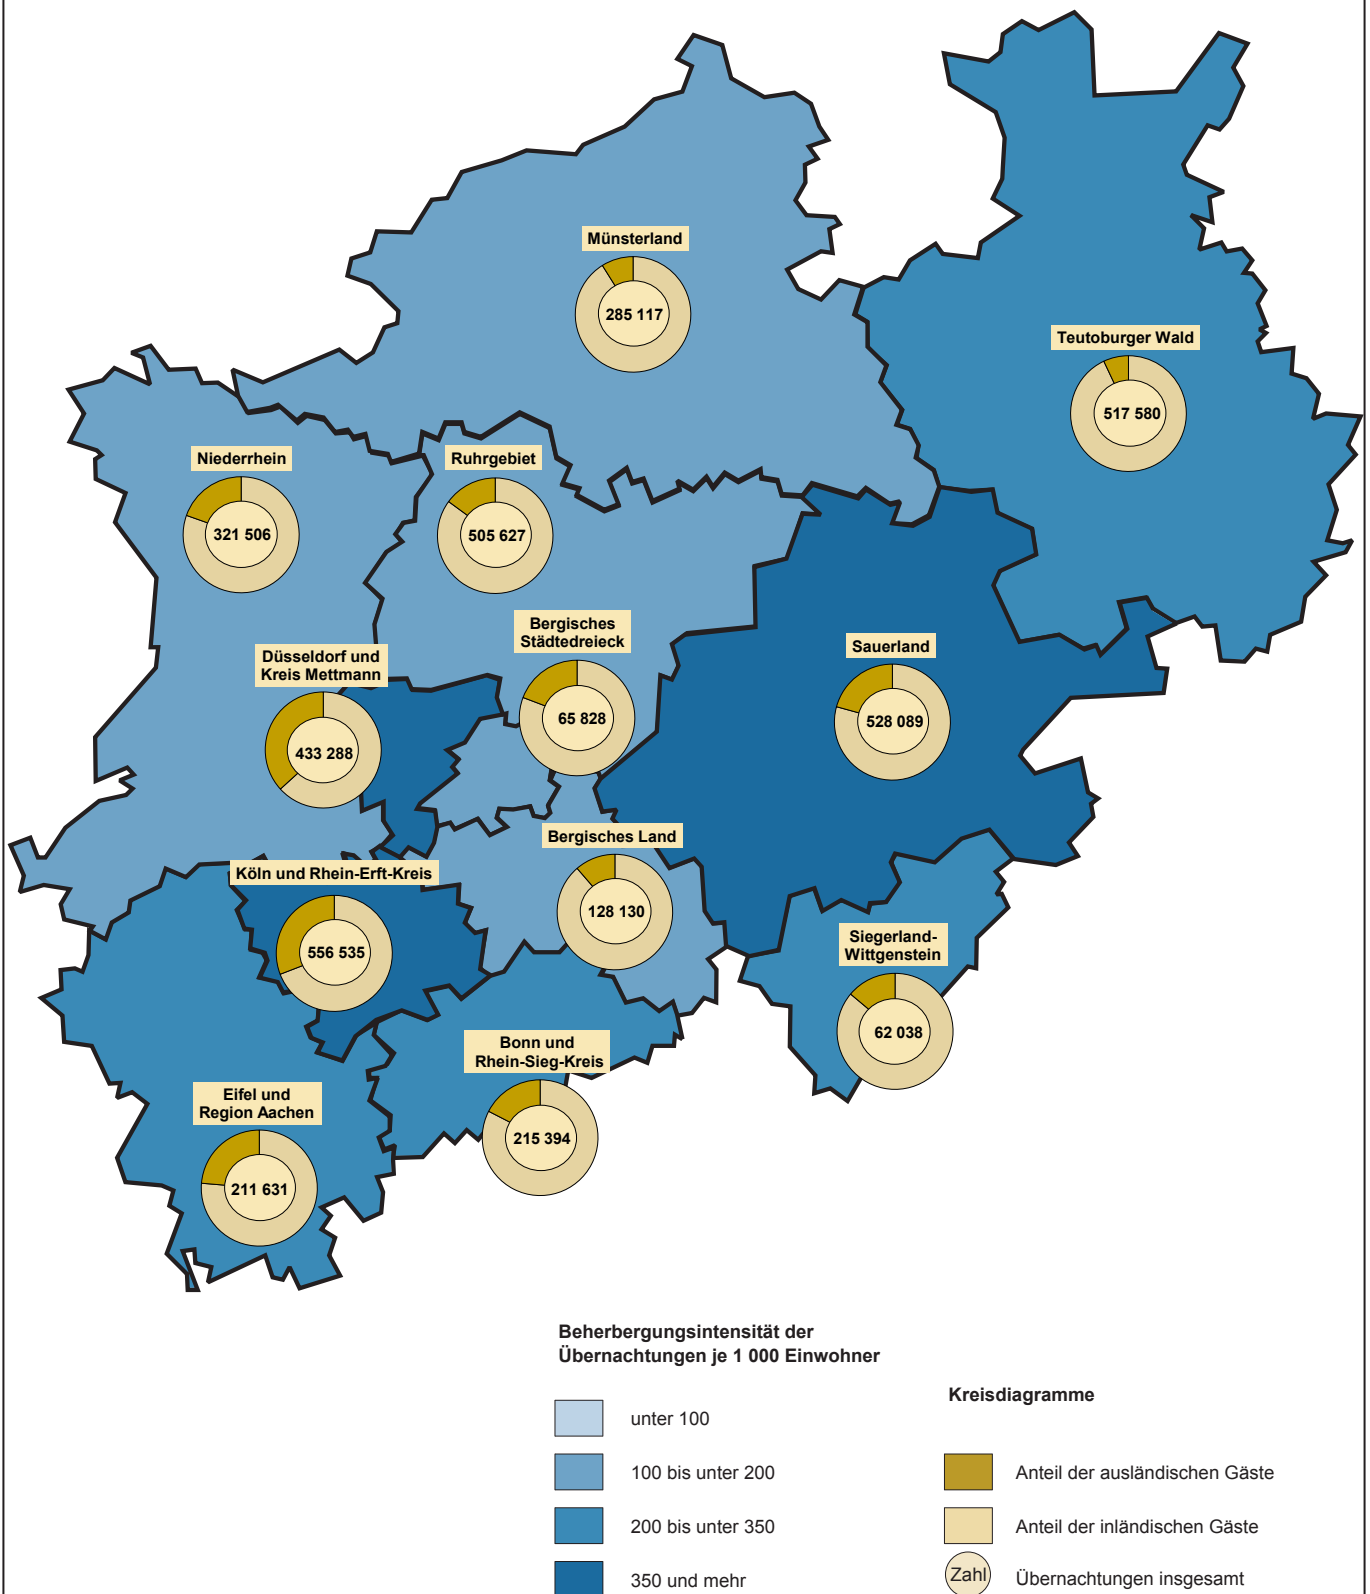 Münsterland
285 117
Teutoburger Wald
517 580
Niederrhein
321 506
Ruhrgebiet
505 627
Bergisches
Städtedreieck
65 828
Sauerland
528 089
Düsseldorf und
Kreis Mettmann
433 288
Bergisches Land
128 130
Köln und Rhein-Erft-Kreis
556 535
Siegerland-
Wittgenstein
62 038
Bonn und
Rhein-Sieg-Kreis
215 394
Eifel und
Region Aachen
211 631
Beherbergungsintensität der
Übernachtungen je 1 000 Einwohner
unter 100
100 bis unter 200
200 bis unter 350
350 und mehr
Kreisdiagramme
Anteil der ausländischen Gäste
Anteil der inländischen Gäste
Zahl Übernachtungen insgesamt